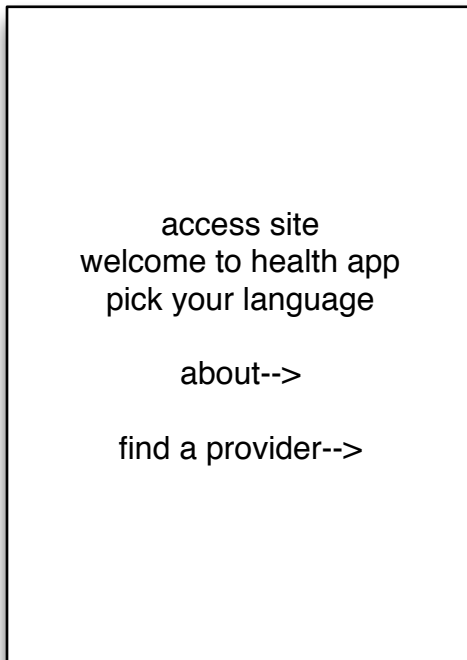 access site
welcome to health app
pick your language
about-->
find a provider-->